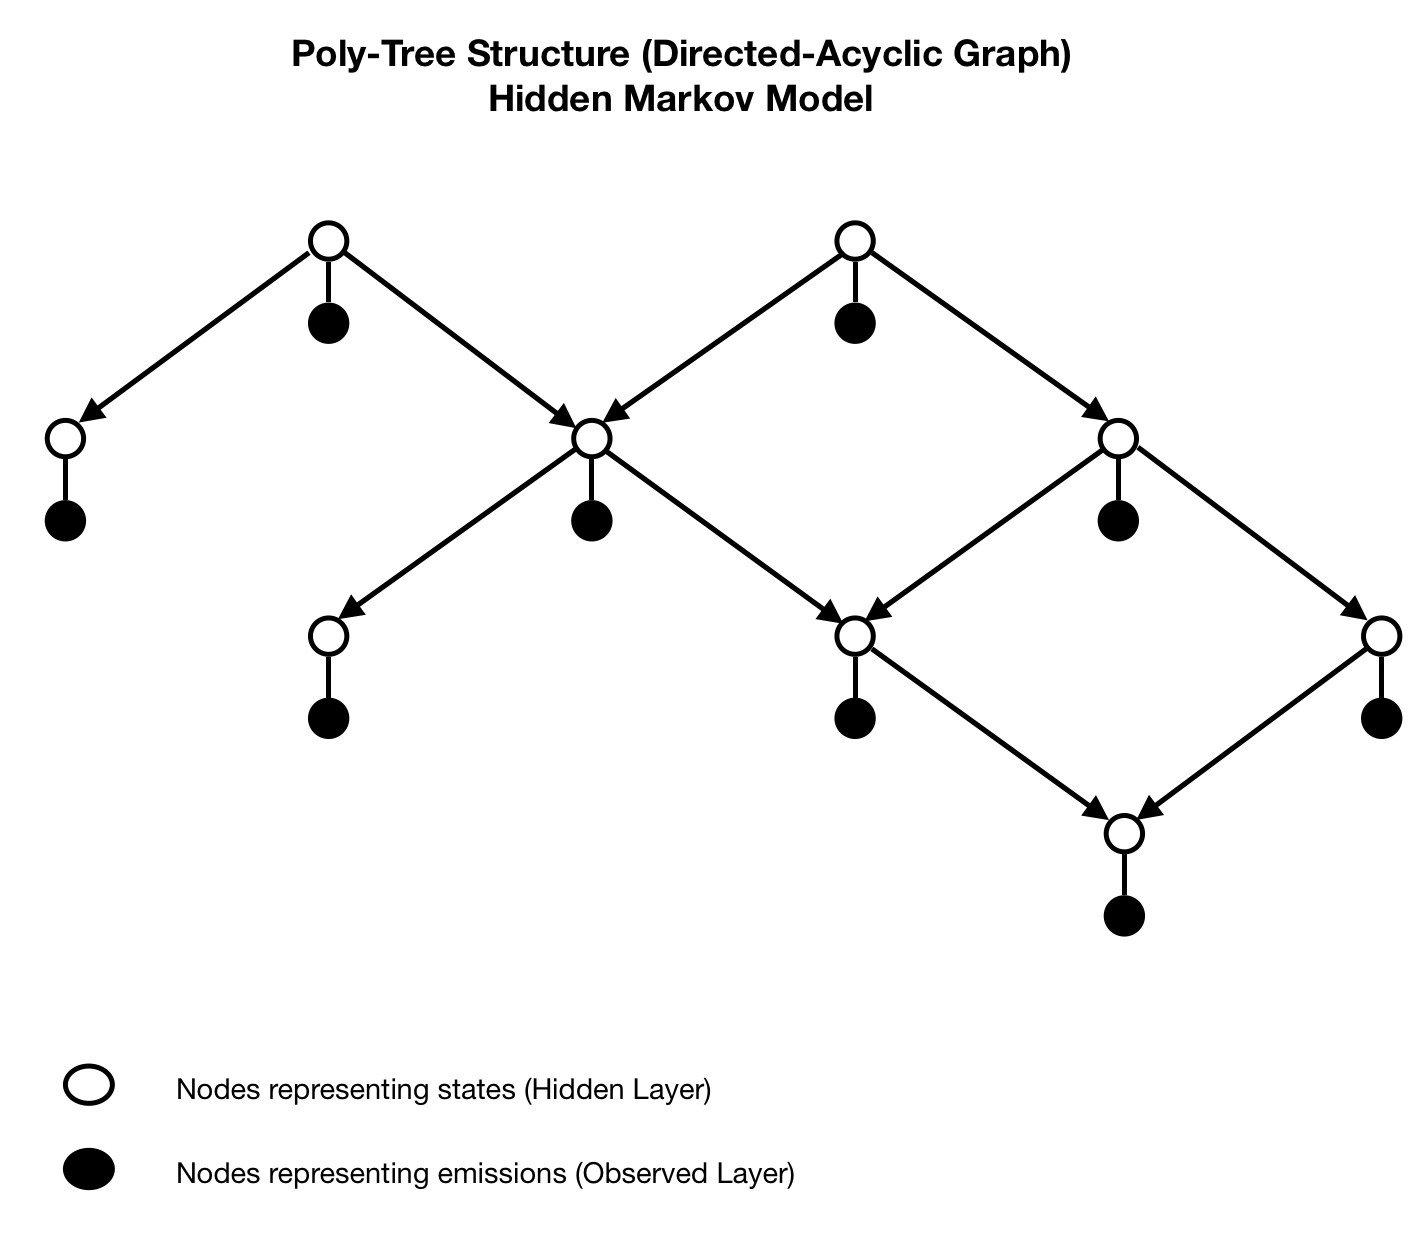 Poly-Tree Structure (Directed-Acyclic Graph)
Hidden Markov Model
Nodes representing states (Hidden Layer)
Nodes representing emissions (Observed Layer)